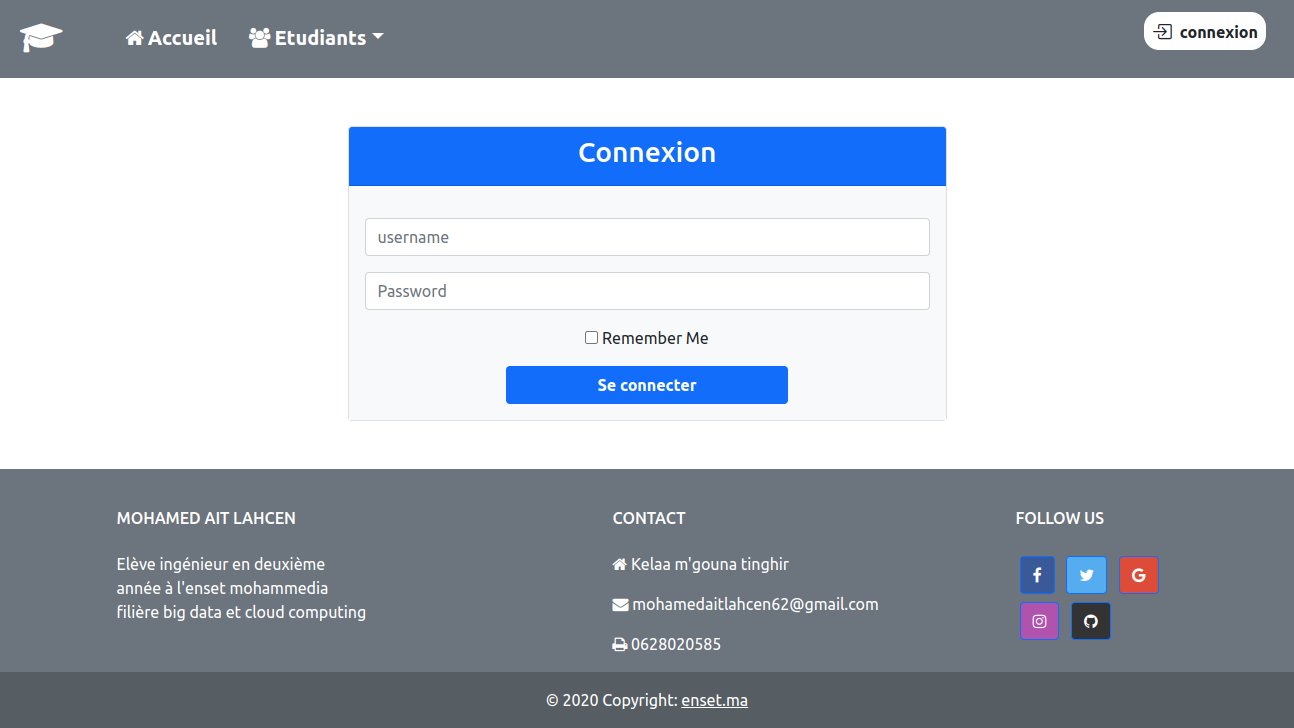 Accueil
Etudiants
connexion
Connexion
username
Password
Remember Me
Se connecter
MOHAMED AIT LAHCEN
Elève ingénieur en deuxième
année à l'enset mohammedia
filière big data et cloud computing
CONTACT
Kelaa m'gouna tinghir
mohamedaitlahcen62@gmail.com
0628020585
FOLLOW US
© 2020 Copyright: enset.ma